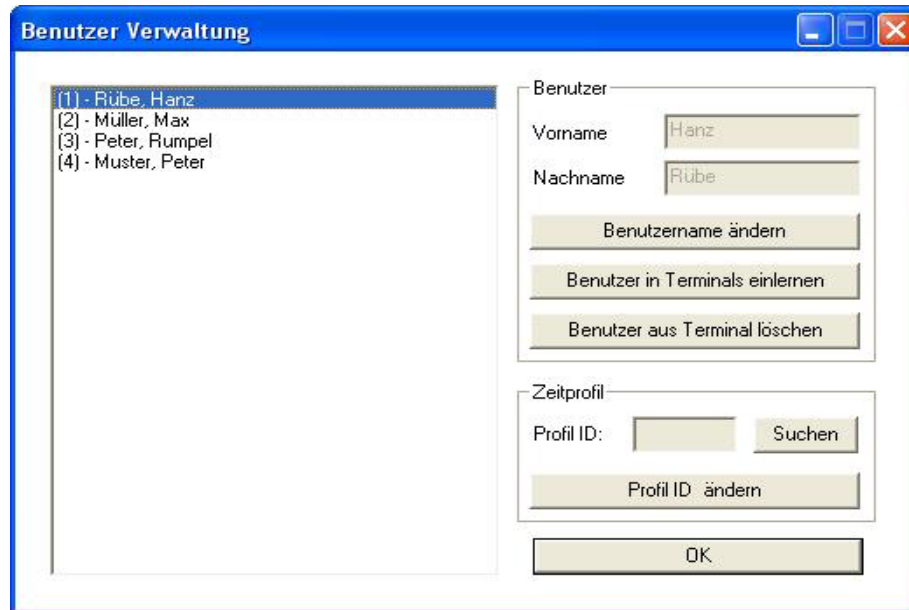 Benutzer Verwaltung
(1) - Rübe, Hanz
(2) - Müller, Max
(3) - Peter, Rumpel
(4) - Muster, Peter
Benutzer
Vorname Hanz
Nachname Rübe
Benutzername ändern
Benutzer in Terminals einlernen
Benutzer aus Terminal löschen
Zeitprofil
Profil ID: Suchen
Profil ID ändern
OK